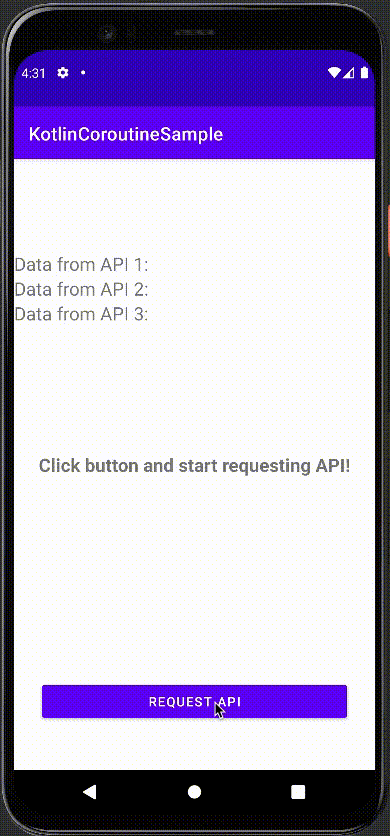 4:31
KotlinCoroutineSample
Data from API 1:
Data from API 2:
Data from API 3:
Click button and start requesting API!
REQUEST API